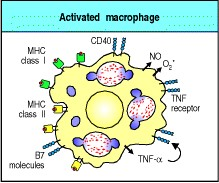 Activated macrophage
CD40
MHC
class I
NO
O₂˙
MHC
class II
TNF
receptor
B7
molecules
TNF-α